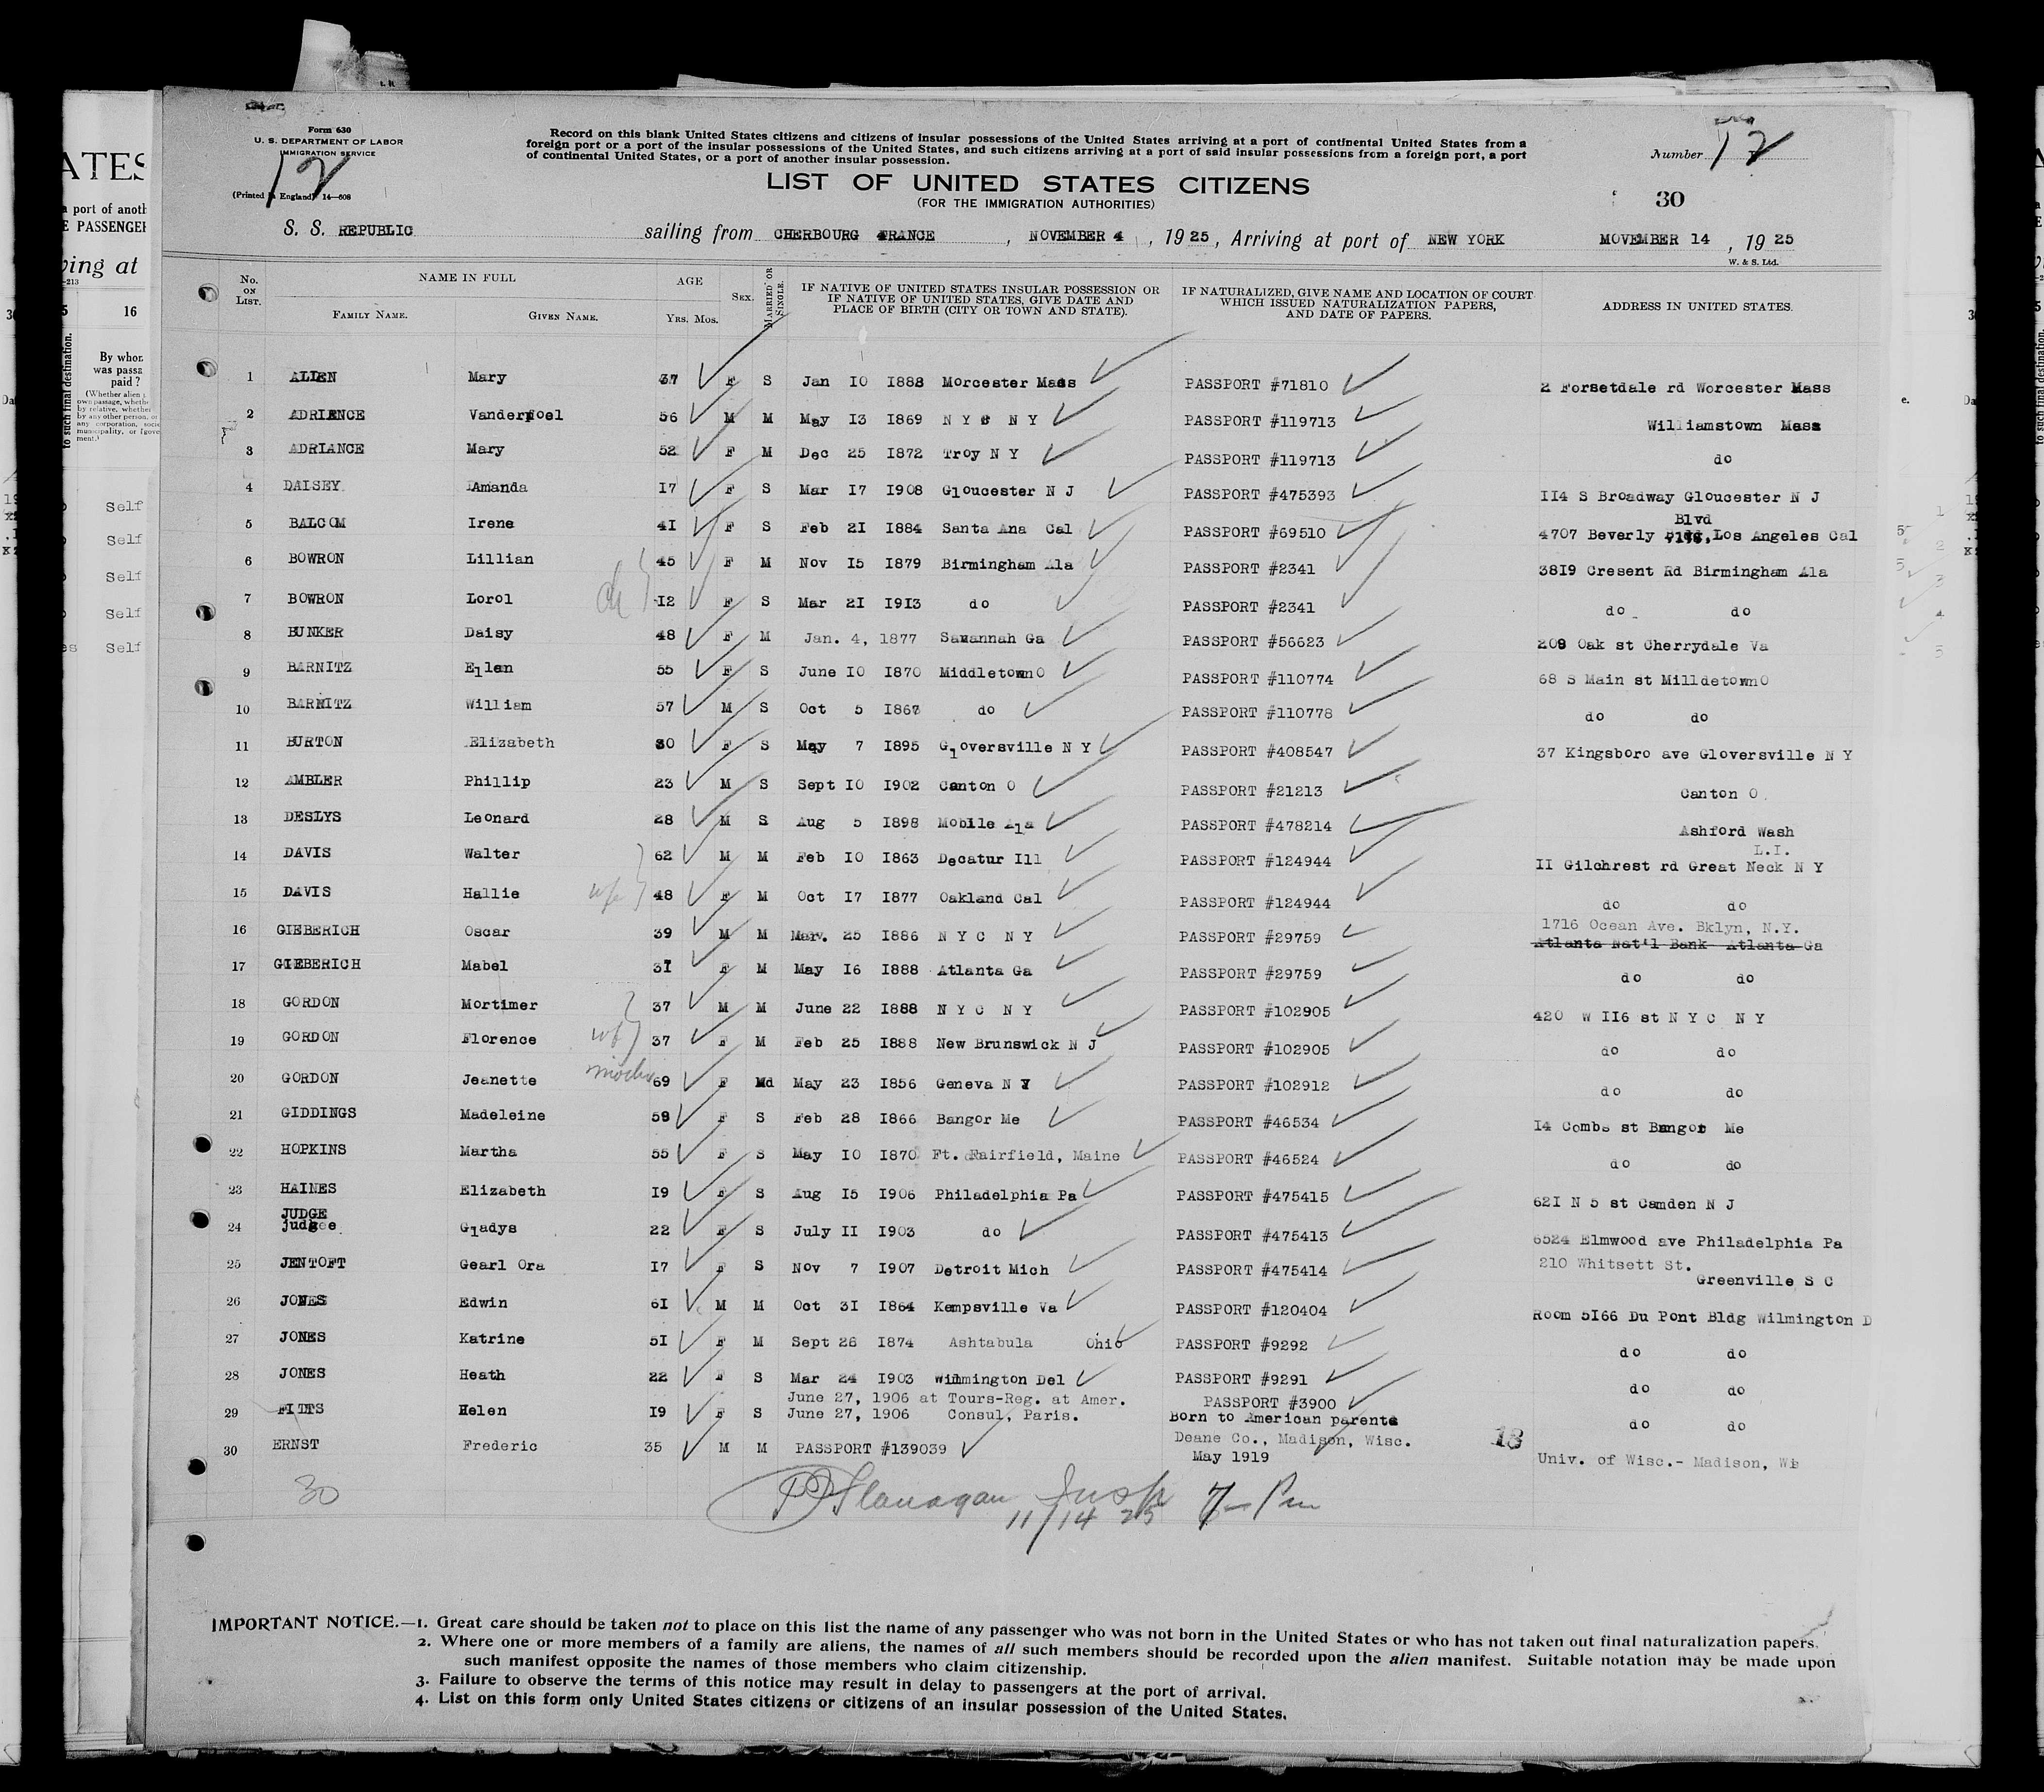 Form 630
U. S. DEPARTMENT OF LABOR
IMMIGRATION SERVICE
12
(Printed in England) 14—608
Record on this blank United States citizens and citizens of insular possessions of the United States arriving at a port of continental United States from a
foreign port or a port of the insular possessions of the United States, and such citizens arriving at a port of said insular possessions from a foreign port, a port
of continental United States, or a port of another insular possession.
Number 12
LIST OF UNITED STATES CITIZENS
(FOR THE IMMIGRATION AUTHORITIES)
30
S. S. REPUBLIC sailing from CHERBOURG FRANCE, NOVEMBER 4, 1925, Arriving at port of NEW YORK MOVEMBER 14, 1925
W. & S. Ltd.
No. ON LIST. NAME IN FULL FAMILY NAME. GIVEN NAME. AGE Yrs. Mos. SEX. MARRIED OR SINGLE. IF NATIVE OF UNITED STATES INSULAR POSSESSION OR IF NATIVE OF UNITED STATES, GIVE DATE AND PLACE OF BIRTH (CITY OR TOWN AND STATE). IF NATURALIZED, GIVE NAME AND LOCATION OF COURT WHICH ISSUED NATURALIZATION PAPERS, AND DATE OF PAPERS. ADDRESS IN UNITED STATES.
1 ALLEN Mary 37 F S Jan 10 1888 Morcester Mass PASSPORT #71810 2 Forsetdale rd Worcester Mass
2 ADRIENCE Vanderpoel 56 M M May 13 1869 N Y C N Y PASSPORT #119713 Williamstown Mass
3 ADRIANCE Mary 52 F M Dec 25 1872 Troy N Y PASSPORT #119713 do
4 DAISEY Amanda 17 F S Mar 17 1908 Gloucester N J PASSPORT #475393 114 S Broadway Gloucester N J
5 BALCOM Irene 41 F S Feb 21 1884 Santa Ana Cal PASSPORT #69510 4707 Beverly Blvd, Los Angeles Cal
6 BOWRON Lillian 45 F M Nov 15 1879 Birmingham Ala PASSPORT #2341 3819 Cresent Rd Birmingham Ala
7 BOWRON Lorol 12 F S Mar 21 1913 do PASSPORT #2341 do do
8 BUNKER Daisy 48 F M Jan. 4, 1877 Savannah Ga PASSPORT #56623 209 Oak st Cherrydale Va
9 BARNITZ Ellen 55 F S June 10 1870 Middletown O PASSPORT #110774 68 S Main st Milldetown O
10 BARNITZ William 57 M S Oct 5 1867 do PASSPORT #110778 do do
11 BURTON Elizabeth 30 F S May 7 1895 Gloversville N Y PASSPORT #408547 37 Kingsboro ave Gloversville N Y
12 AMBLER Phillip 23 M S Sept 10 1902 Canton O PASSPORT #21213 Canton O
13 DESLYS Leonard 28 M S Aug 5 1898 Mobile Ala PASSPORT #478214 Ashford Wash
14 DAVIS Walter 62 M M Feb 10 1863 Decatur Ill PASSPORT #124944 11 Gilchrest rd Great Neck L.I. N Y
15 DAVIS Hallie wf 48 F M Oct 17 1877 Oakland Cal PASSPORT #124944 do do
16 GIEBERICH Oscar 39 M M Mar. 25 1886 N Y C N Y PASSPORT #29759 1716 Ocean Ave. Bklyn, N.Y.
Atlanta Nat'l Bank Atlanta Ga
17 GIEBERICH Mabel 37 F M May 16 1888 Atlanta Ga PASSPORT #29759 do do
18 GORDON Mortimer 37 M M June 22 1888 N Y C N Y PASSPORT #102905 420 W 116 st N Y C N Y
19 GORDON Florence wf 37 F M Feb 25 1888 New Brunswick N J PASSPORT #102905 do do
20 GORDON Jeanette mother 69 F Md May 23 1856 Geneva N Y PASSPORT #102912 do do
21 GIDDINGS Madeleine 59 F S Feb 28 1866 Bangor Me PASSPORT #46534 14 Combs st Bangor Me
22 HOPKINS Martha 55 F S May 10 1870 Ft. Fairfield, Maine PASSPORT #46524 do do
23 HAINES Elizabeth 19 F S Aug 15 1906 Philadelphia Pa PASSPORT #475415 621 N 5 st Camden N J
JUDGE
24 judgee Gladys 22 F S July 11 1903 do PASSPORT #475413 6524 Elmwood ave Philadelphia Pa
25 JENTOFT Gearl Ora 17 F S Nov 7 1907 Detroit Mich PASSPORT #475414 210 Whitsett St. Greenville S C
26 JONES Edwin 61 M M Oct 31 1864 Kempsville Va PASSPORT #120404 Room 5166 Du Pont Bldg Wilmington D
27 JONES Katrine 51 F M Sept 26 1874 Ashtabula Ohio PASSPORT #9292 do do
28 JONES Heath 22 F S Mar 24 1903 Wilmington Del PASSPORT #9291 do do
June 27, 1906 at Tours-Reg. at Amer. PASSPORT #3900
29 FITTS Helen 19 F S June 27, 1906 Consul, Paris. Born to American parents do do
30 ERNST Frederic 35 M M PASSPORT #139039 Deane Co., Madison, Wisc. May 1919 18 Univ. of Wisc.- Madison, Wis
30
Flanagan Insp 7- Pm
11/14 25
IMPORTANT NOTICE.—1. Great care should be taken not to place on this list the name of any passenger who was not born in the United States or who has not taken out final naturalization papers.
2. Where one or more members of a family are aliens, the names of all such members should be recorded upon the alien manifest. Suitable notation may be made upon
such manifest opposite the names of those members who claim citizenship.
3. Failure to observe the terms of this notice may result in delay to passengers at the port of arrival.
4. List on this form only United States citizens or citizens of an insular possession of the United States.